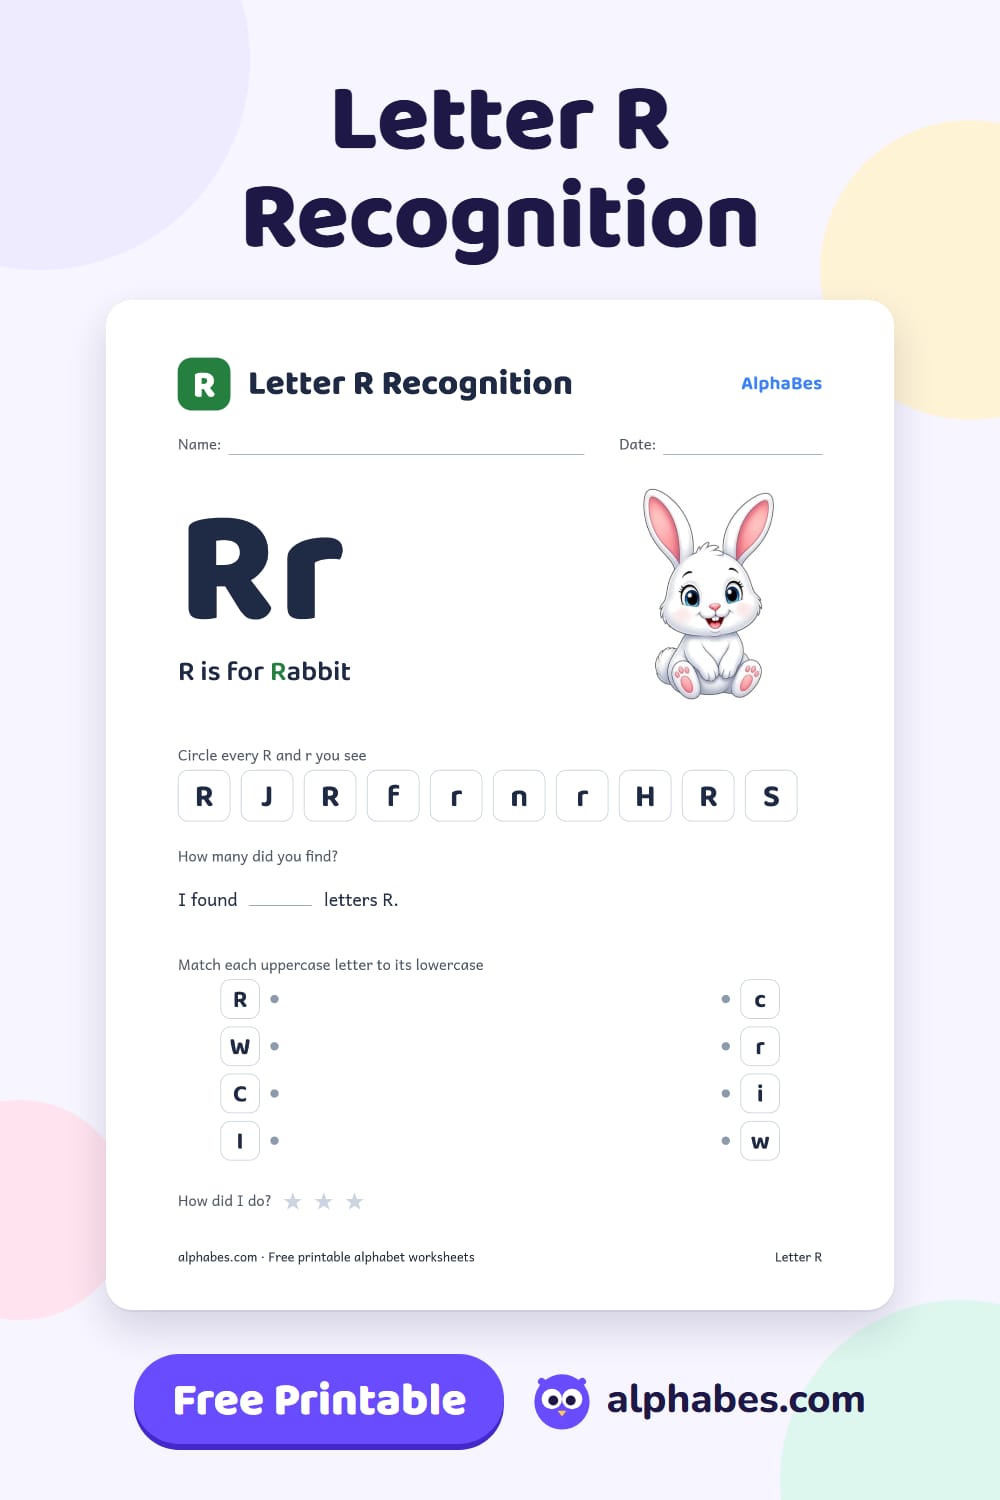 Letter R
Recognition
R Letter R Recognition AlphaBes
Name: Date:
Rr
R is for Rabbit
Circle every R and r you see
R J R f r n r H R S
How many did you find?
I found letters R.
Match each uppercase letter to its lowercase
R c
W r
C i
I w
How did I do?
alphabes.com · Free printable alphabet worksheets Letter R
Free Printable alphabes.com